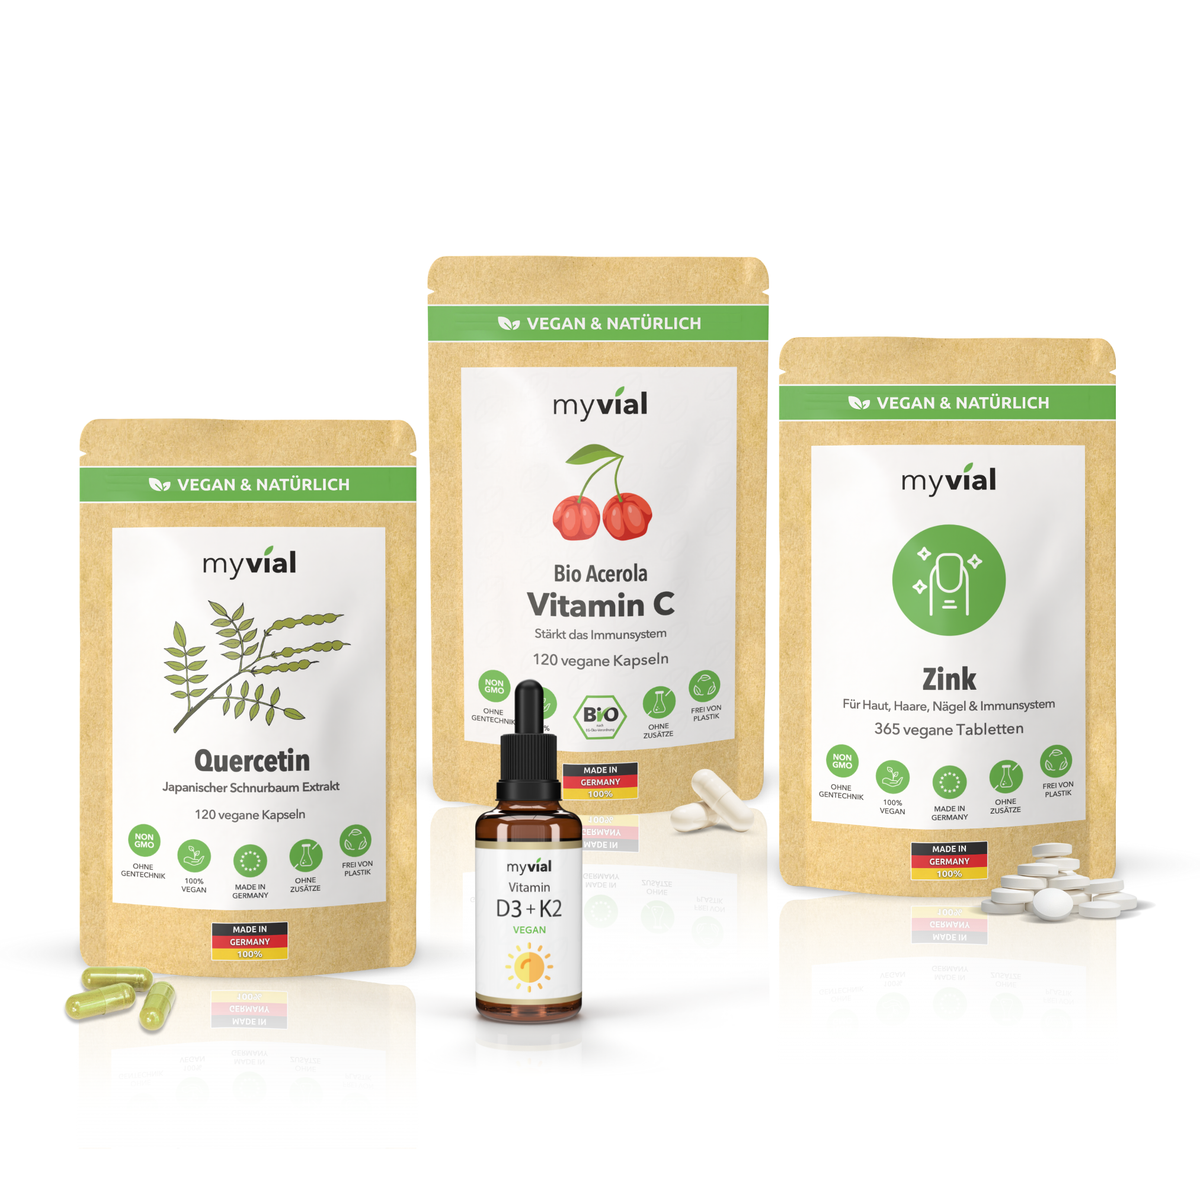 VEGAN & NATÜRLICH
myvial
Quercetin
Japanischer Schnurbaum Extrakt
120 vegane Kapseln
NON
GMO
OHNE
GENTECHNIK
100%
VEGAN
MADE IN
GERMANY
OHNE
ZUSÄTZE
FREI VON
PLASTIK
MADE IN
GERMANY
100%
VEGAN & NATÜRLICH
myvial
Bio Acerola
Vitamin C
Stärkt das Immunsystem
120 vegane Kapseln
NON
GMO
OHNE
GENTECHNIK
Bio
OHNE
ZUSÄTZE
FREI VON
PLASTIK
MADE IN
GERMANY
100%
myvial
Vitamin
D3+K2
VEGAN
VEGAN & NATÜRLICH
myvial
Zink
Für Haut, Haare, Nägel & Immunsystem
365 vegane Tabletten
NON
GMO
OHNE
GENTECHNIK
100%
VEGAN
MADE IN
GERMANY
OHNE
ZUSÄTZE
FREI VON
PLASTIK
MADE IN
GERMANY
100%